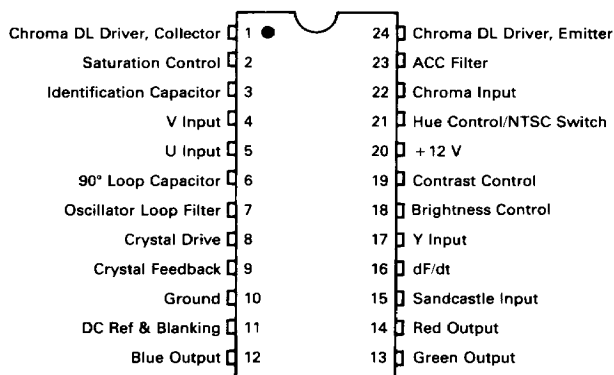 Chroma DL Driver, Collector 1 24 Chroma DL Driver, Emitter
Saturation Control 2 23 ACC Filter
Identification Capacitor 3 22 Chroma Input
V Input 4 21 Hue Control/NTSC Switch
U Input 5 20 +12 V
90° Loop Capacitor 6 19 Contrast Control
Oscillator Loop Filter 7 18 Brightness Control
Crystal Drive 8 17 Y Input
Crystal Feedback 9 16 dF/dt
Ground 10 15 Sandcastle Input
DC Ref & Blanking 11 14 Red Output
Blue Output 12 13 Green Output